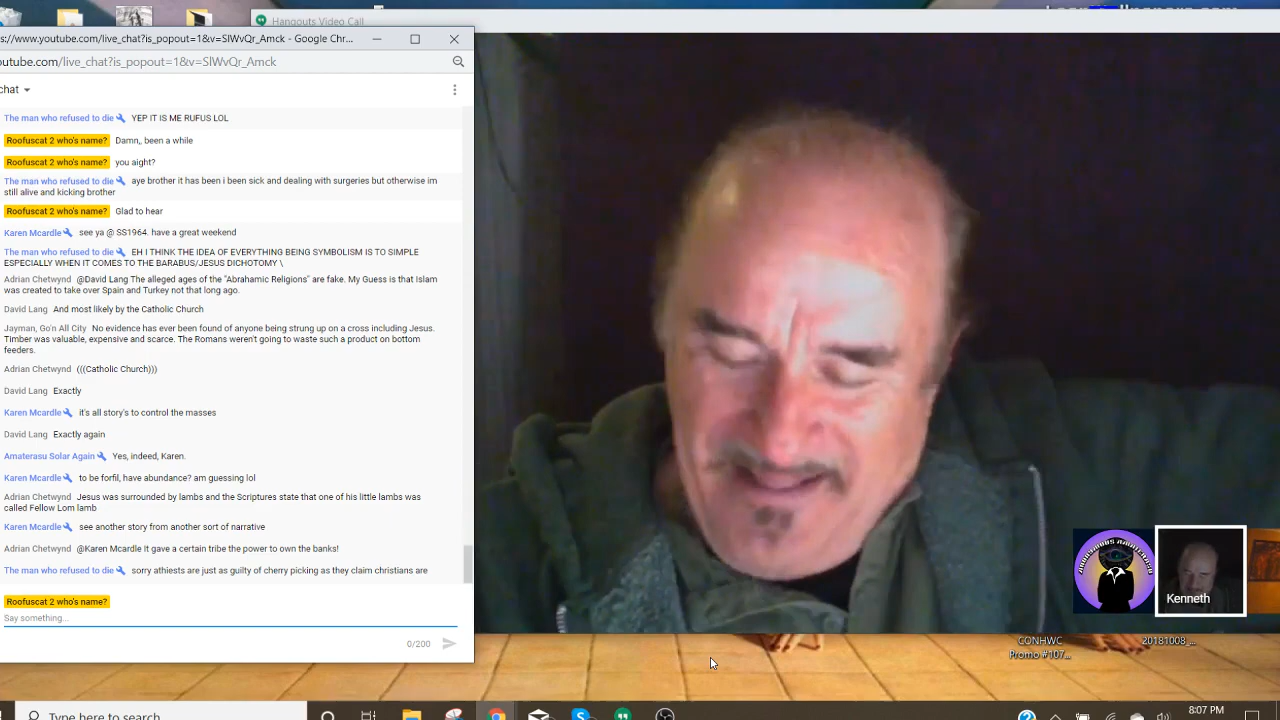 Hangouts Video Call
s://www.youtube.com/live_chat?is_popout=1&v=SlWvQr_Amck - Google Chr...
outube.com/live_chat?is_popout=1&v=SlWvQr_Amck
chat
The man who refused to die YEP IT IS ME RUFUS LOL
Roofuscat 2 who's name? Damn,, been a while
Roofuscat 2 who's name? you aight?
The man who refused to die aye brother it has been i been sick and dealing with surgeries but otherwise im
still alive and kicking brother
Roofuscat 2 who's name? Glad to hear
Karen Mcardle see ya @ SS1964. have a great weekend
The man who refused to die EH I THINK THE IDEA OF EVERYTHING BEING SYMBOLISM IS TO SIMPLE
ESPECIALLY WHEN IT COMES TO THE BARABUS/JESUS DICHOTOMY \
Adrian Chetwynd @David Lang The alleged ages of the "Abrahamic Religions" are fake. My Guess is that Islam
was created to take over Spain and Turkey not that long ago.
David Lang And most likely by the Catholic Church
Jayman, Go'n All City No evidence has ever been found of anyone being strung up on a cross including Jesus.
Timber was valuable, expensive and scarce. The Romans weren't going to waste such a product on bottom
feeders.
Adrian Chetwynd (((Catholic Church)))
David Lang Exactly
Karen Mcardle it's all story's to control the masses
David Lang Exactly again
Amaterasu Solar Again Yes, indeed, Karen.
Karen Mcardle to be forfil, have abundance? am guessing lol
Adrian Chetwynd Jesus was surrounded by lambs and the Scriptures state that one of his little lambs was
called Fellow Lom lamb
Karen Mcardle see another story from another sort of narrative
Adrian Chetwynd @Karen Mcardle It gave a certain tribe the power to own the banks!
The man who refused to die sorry athiests are just as guilty of cherry picking as they claim christians are
Roofuscat 2 who's name?
Say something...
0/200
Kenneth
CONHWC
Promo #107...
20181008_...
Type here to search
8:07 PM